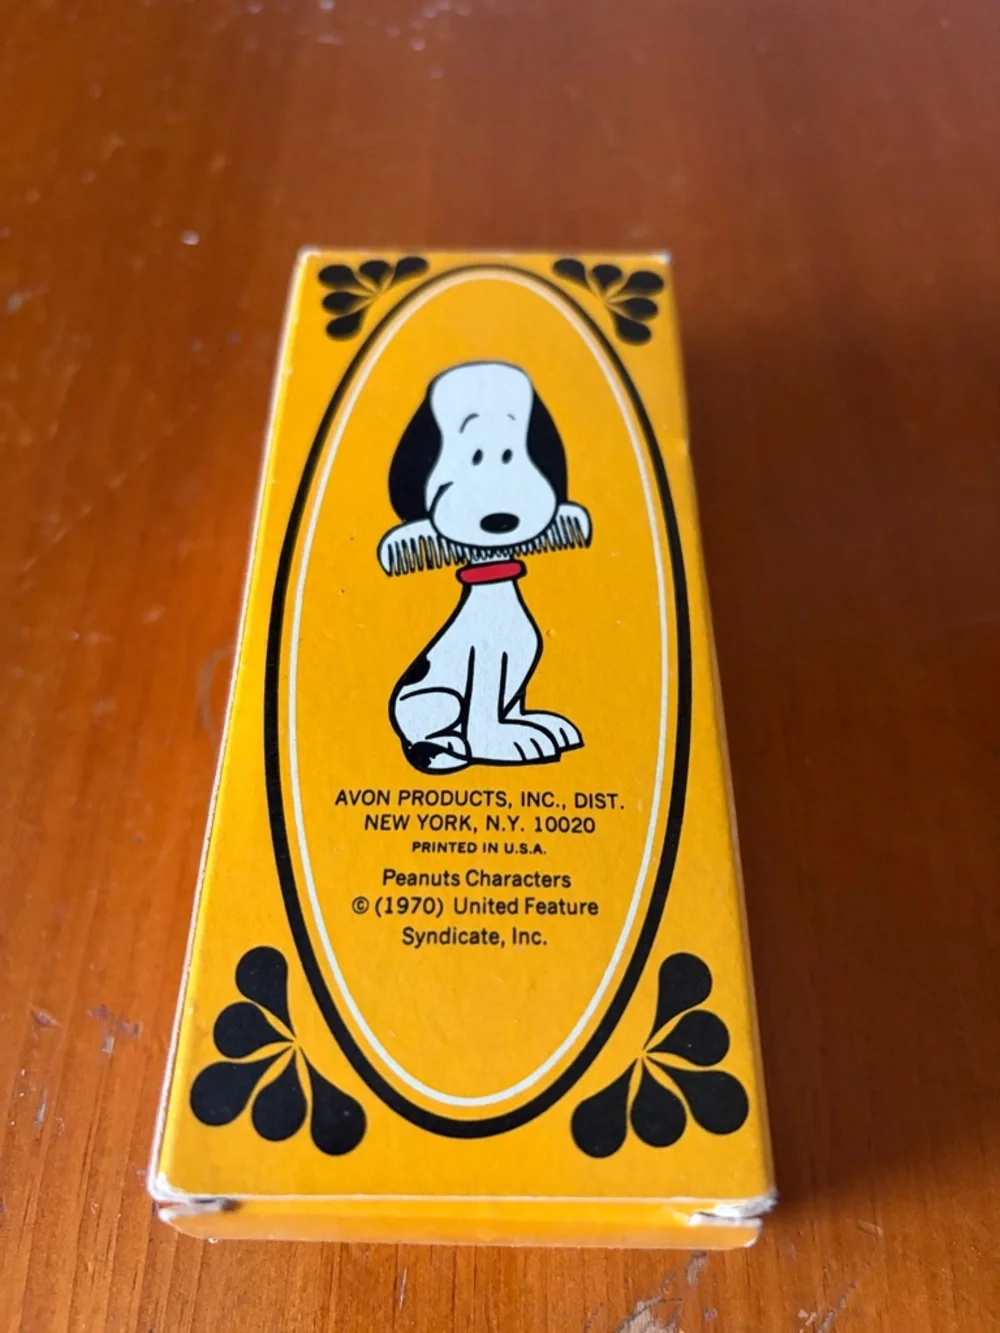 AVON PRODUCTS, INC., DIST.
NEW YORK, N.Y. 10020
PRINTED IN U.S.A.
Peanuts Characters
© (1970) United Feature
Syndicate, Inc.